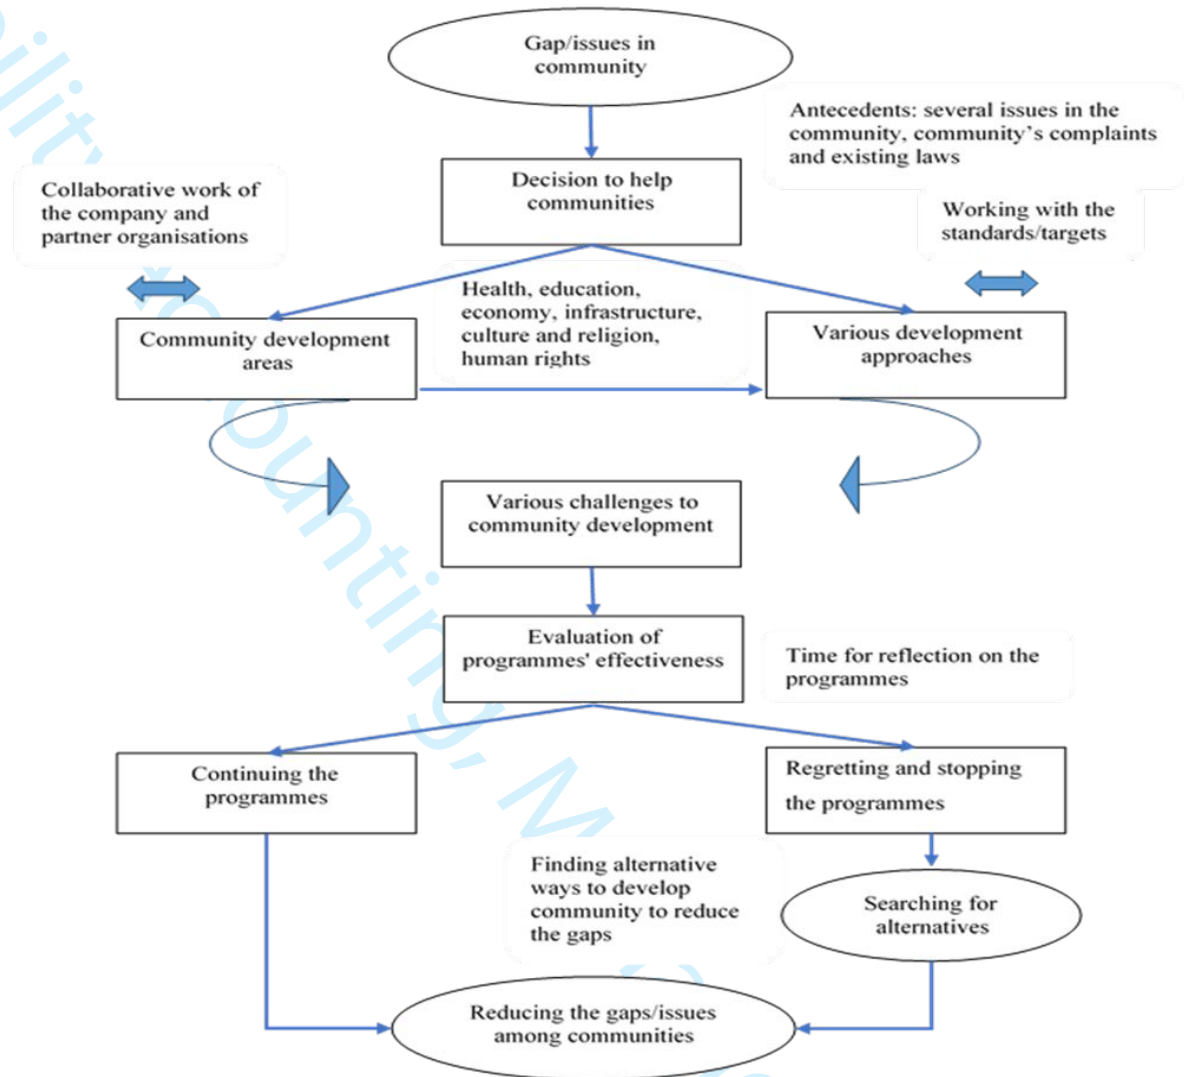 Gap/issues in
community
Antecedents: several issues in the
community, community's complaints
and existing laws
Decision to help
communities
Collaborative work of
the company and
partner organisations
Working with the
standards/targets
Health, education,
economy, infrastructure,
culture and religion,
human rights
Community development
areas
Various development
approaches
Various challenges to
community development
Evaluation of
programmes' effectiveness
Time for reflection on the
programmes
Continuing the
programmes
Regretting and stopping
the programmes
Finding alternative
ways to develop
community to reduce
the gaps
Searching for
alternatives
Reducing the gaps/issues
among communities